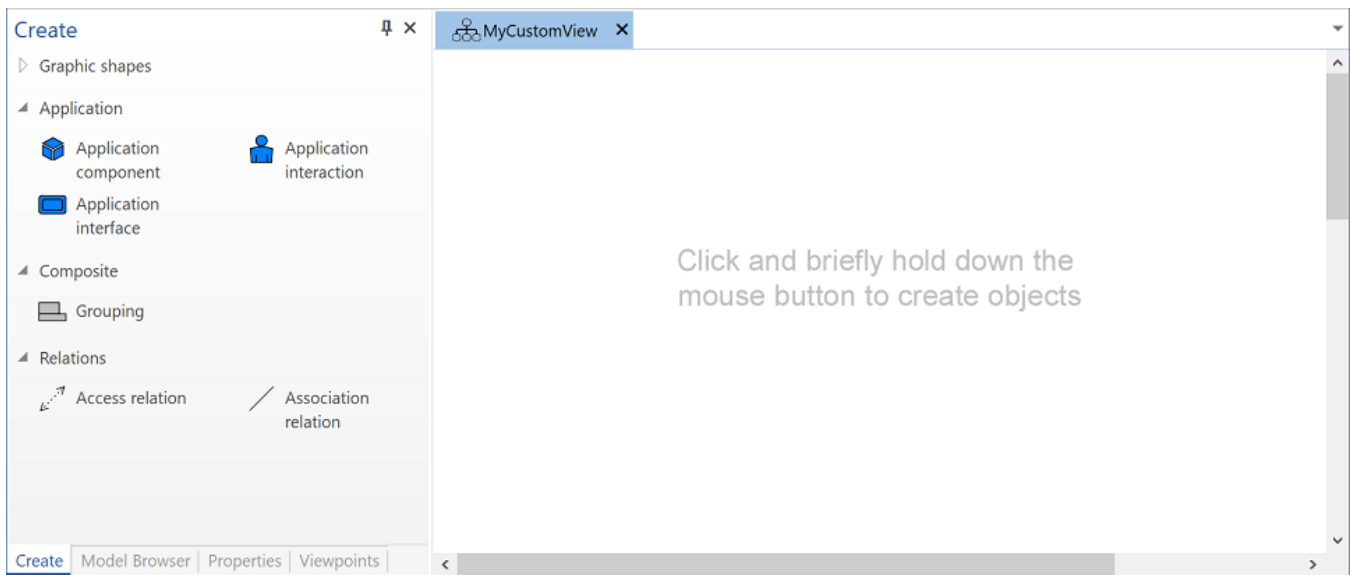 Create
MyCustomView
Graphic shapes
Application
Application
component
Application
interaction
Application
interface
Composite
Grouping
Relations
Access relation
Association
relation
Click and briefly hold down the
mouse button to create objects
Create
Model Browser
Properties
Viewpoints